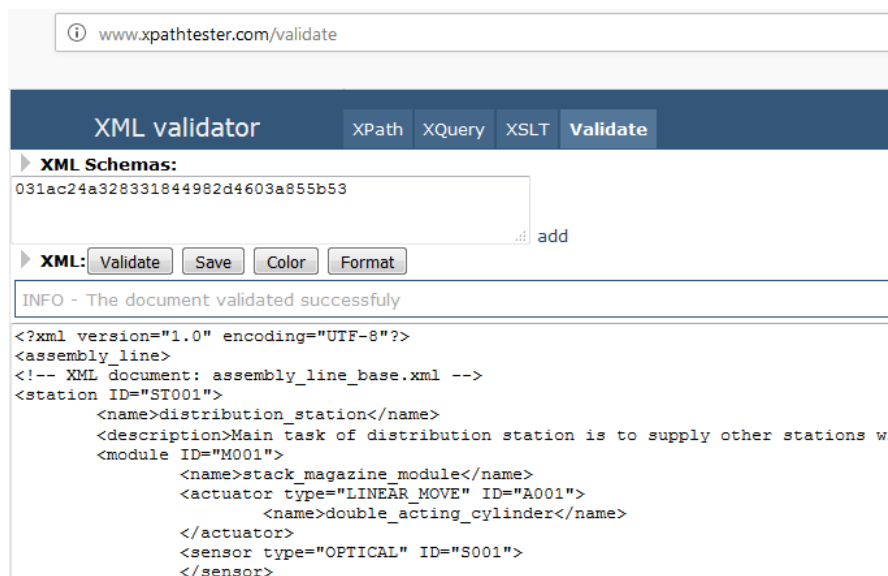 www.xpathtester.com/validate
XML validator XPath XQuery XSLT Validate
XML Schemas:
031ac24a328331844982d4603a855b53
add
XML: Validate Save Color Format
INFO - The document validated successfuly
<?xml version="1.0" encoding="UTF-8"?>
<assembly_line>
<!-- XML document: assembly_line_base.xml -->
<station ID="ST001">
<name>distribution_station</name>
<description>Main task of distribution station is to supply other stations w
<module ID="M001">
<name>stack_magazine_module</name>
<actuator type="LINEAR_MOVE" ID="A001">
<name>double_acting_cylinder</name>
</actuator>
<sensor type="OPTICAL" ID="S001">
</sensor>